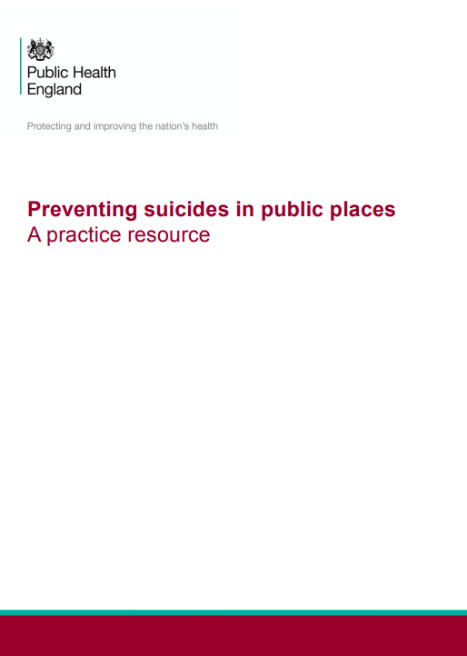 Public Health
England
Protecting and improving the nation's health
Preventing suicides in public places
A practice resource